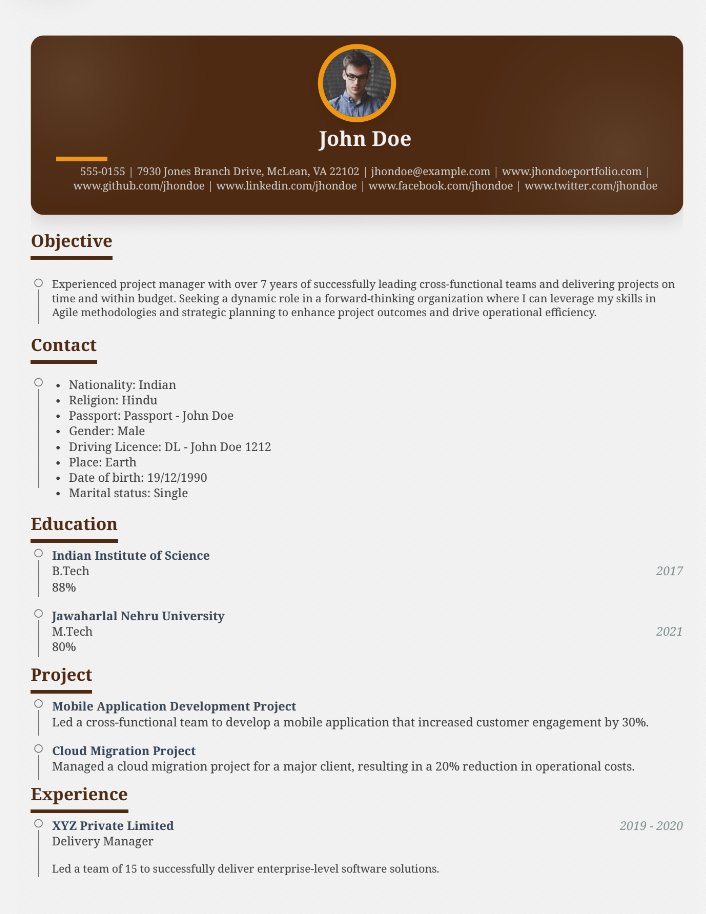 John Doe
555-0155 | 7930 Jones Branch Drive, McLean, VA 22102 | jhondoe@example.com | www.jhondoeportfolio.com |
www.github.com/jhondoe | www.linkedin.com/jhondoe | www.facebook.com/jhondoe | www.twitter.com/jhondoe
Objective
Experienced project manager with over 7 years of successfully leading cross-functional teams and delivering projects on
time and within budget. Seeking a dynamic role in a forward-thinking organization where I can leverage my skills in
Agile methodologies and strategic planning to enhance project outcomes and drive operational efficiency.
Contact
• Nationality: Indian
• Religion: Hindu
• Passport: Passport - John Doe
• Gender: Male
• Driving Licence: DL - John Doe 1212
• Place: Earth
• Date of birth: 19/12/1990
• Marital status: Single
Education
Indian Institute of Science
B.Tech 2017
88%
Jawaharlal Nehru University
M.Tech 2021
80%
Project
Mobile Application Development Project
Led a cross-functional team to develop a mobile application that increased customer engagement by 30%.
Cloud Migration Project
Managed a cloud migration project for a major client, resulting in a 20% reduction in operational costs.
Experience
XYZ Private Limited 2019 - 2020
Delivery Manager
Led a team of 15 to successfully deliver enterprise-level software solutions.